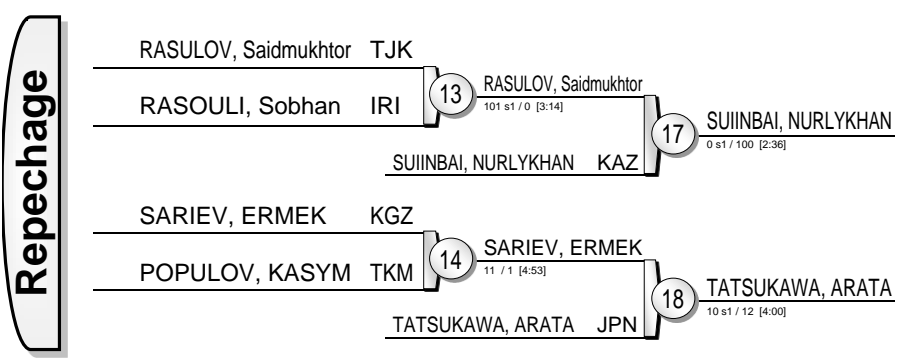 Repechage
RASULOV, Saidmukhtor TJK
RASOULI, Sobhan IRI
13
RASULOV, Saidmukhtor
101 s1 / 0 [3:14]
SUIINBAI, NURLYKHAN KAZ
17
SUIINBAI, NURLYKHAN
0 s1 / 100 [2:36]
SARIEV, ERMEK KGZ
POPULOV, KASYM TKM
14
SARIEV, ERMEK
11 / 1 [4:53]
TATSUKAWA, ARATA JPN
18
TATSUKAWA, ARATA
10 s1 / 12 [4:00]